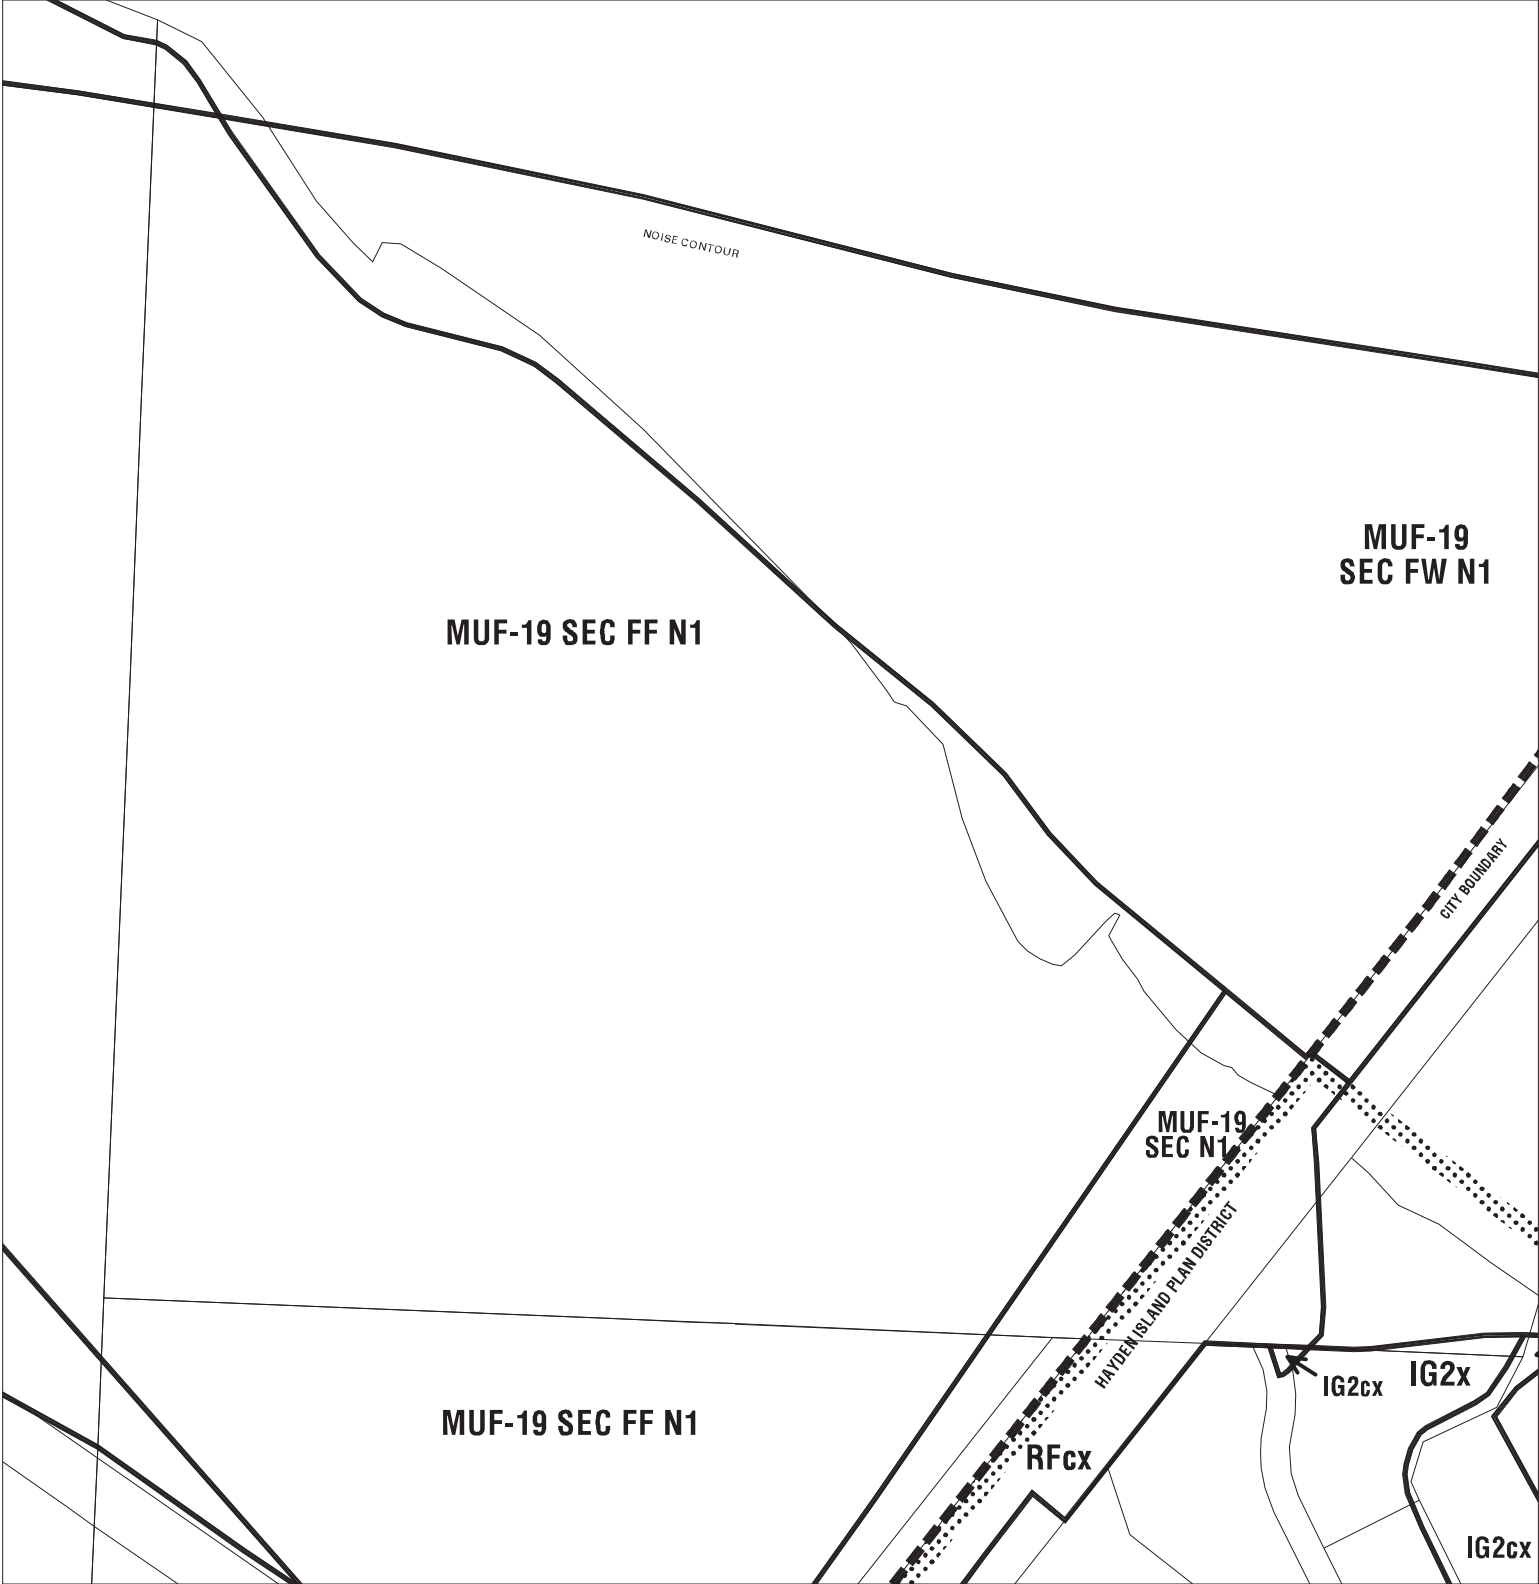 NOISE CONTOUR
MUF-19
SEC FW N1
MUF-19 SEC FF N1
CITY BOUNDARY
MUF-19
SEC N1
HAYDEN ISLAND PLAN DISTRICT
IG2cx
IG2x
MUF-19 SEC FF N1
RFcx
IG2cx